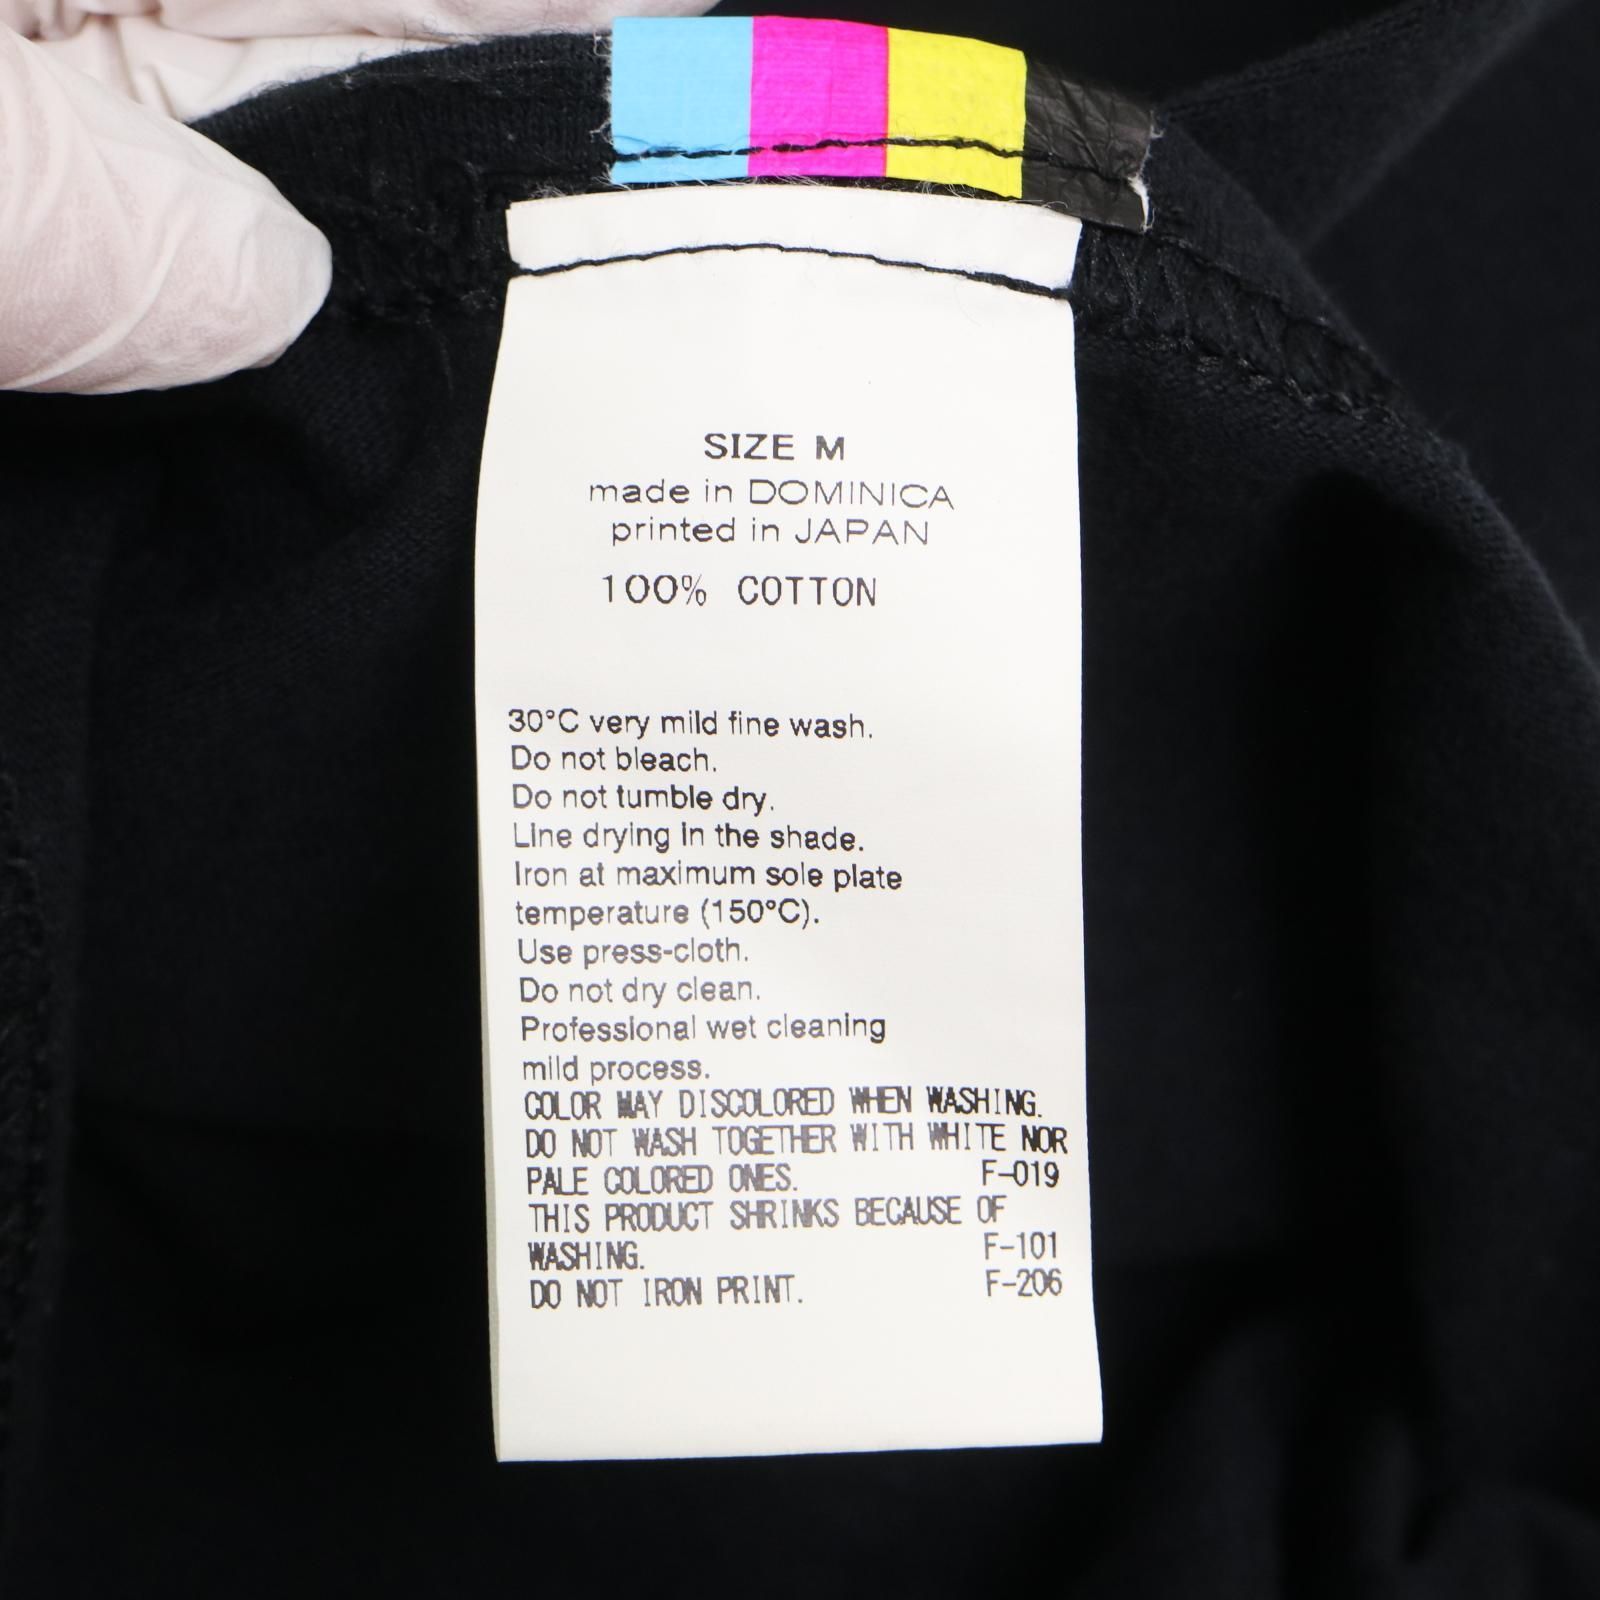 SIZE M
made in DOMINICA
printed in JAPAN
100% COTTON
30°C very mild fine wash.
Do not bleach.
Do not tumble dry.
Line drying in the shade.
Iron at maximum sole plate
temperature (150°C).
Use press-cloth.
Do not dry clean.
Professional wet cleaning
mild process.
COLOR MAY DISCOLORED WHEN WASHING.
DO NOT WASH TOGETHER WITH WHITE NOR
PALE COLORED ONES. F-019
THIS PRODUCT SHRINKS BECAUSE OF
WASHING. F-101
DO NOT IRON PRINT. F-206